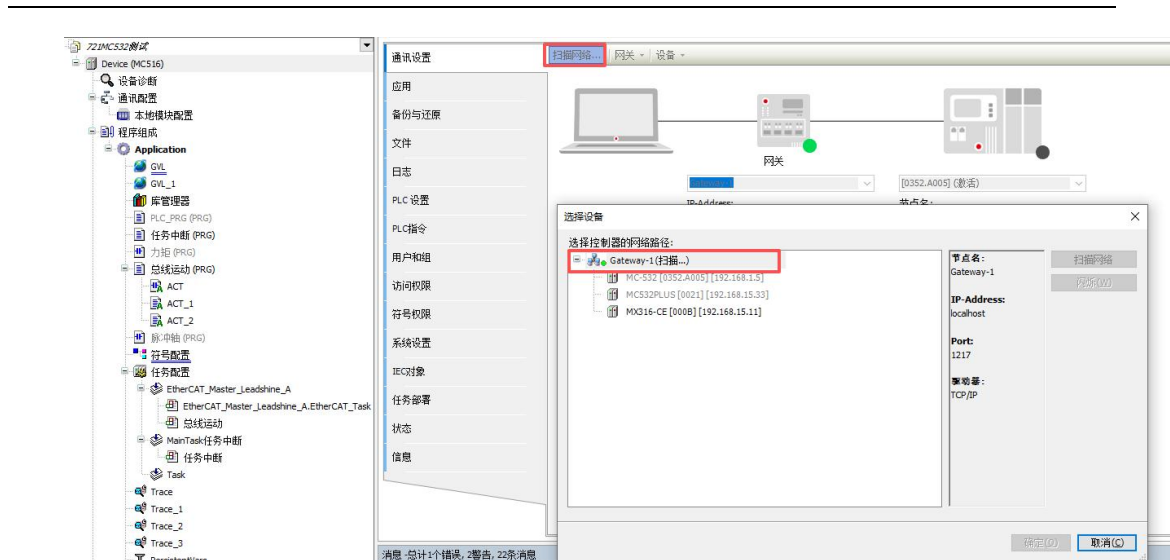 721MC532测试
Device (MC516)
设备诊断
通讯配置
本地模块配置
程序组成
Application
GVL
GVL_1
库管理器
PLC_PRG (PRG)
任务中断 (PRG)
力矩 (PRG)
总线运动 (PRG)
ACT
ACT_1
ACT_2
脉冲轴 (PRG)
符号配置
任务配置
EtherCAT_Master_Leadshine_A
EtherCAT_Master_Leadshine_A.EtherCAT_Task
总线运动
MainTask任务中断
任务中断
Task
Trace
Trace_1
Trace_2
Trace_3
通讯设置
应用
备份与还原
文件
日志
PLC 设置
PLC指令
用户和组
访问权限
符号权限
系统设置
IEC对象
任务部署
状态
信息
扫描网络... 网关 设备
网关
[0352.A005] (激活)
IP-Address:
节点名:
选择设备
选择控制器的网络路径:
Gateway-1(扫描...)
MC-532 [0352.A005] [192.168.1.5]
MC532PLUS [0021] [192.168.15.33]
MX316-CE [000B] [192.168.15.11]
节点名:
Gateway-1
IP-Address:
localhost
Port:
1217
驱动器:
TCP/IP
扫描网络
确定(O) 取消(C)
消息 -总计1个错误, 2警告, 22条消息